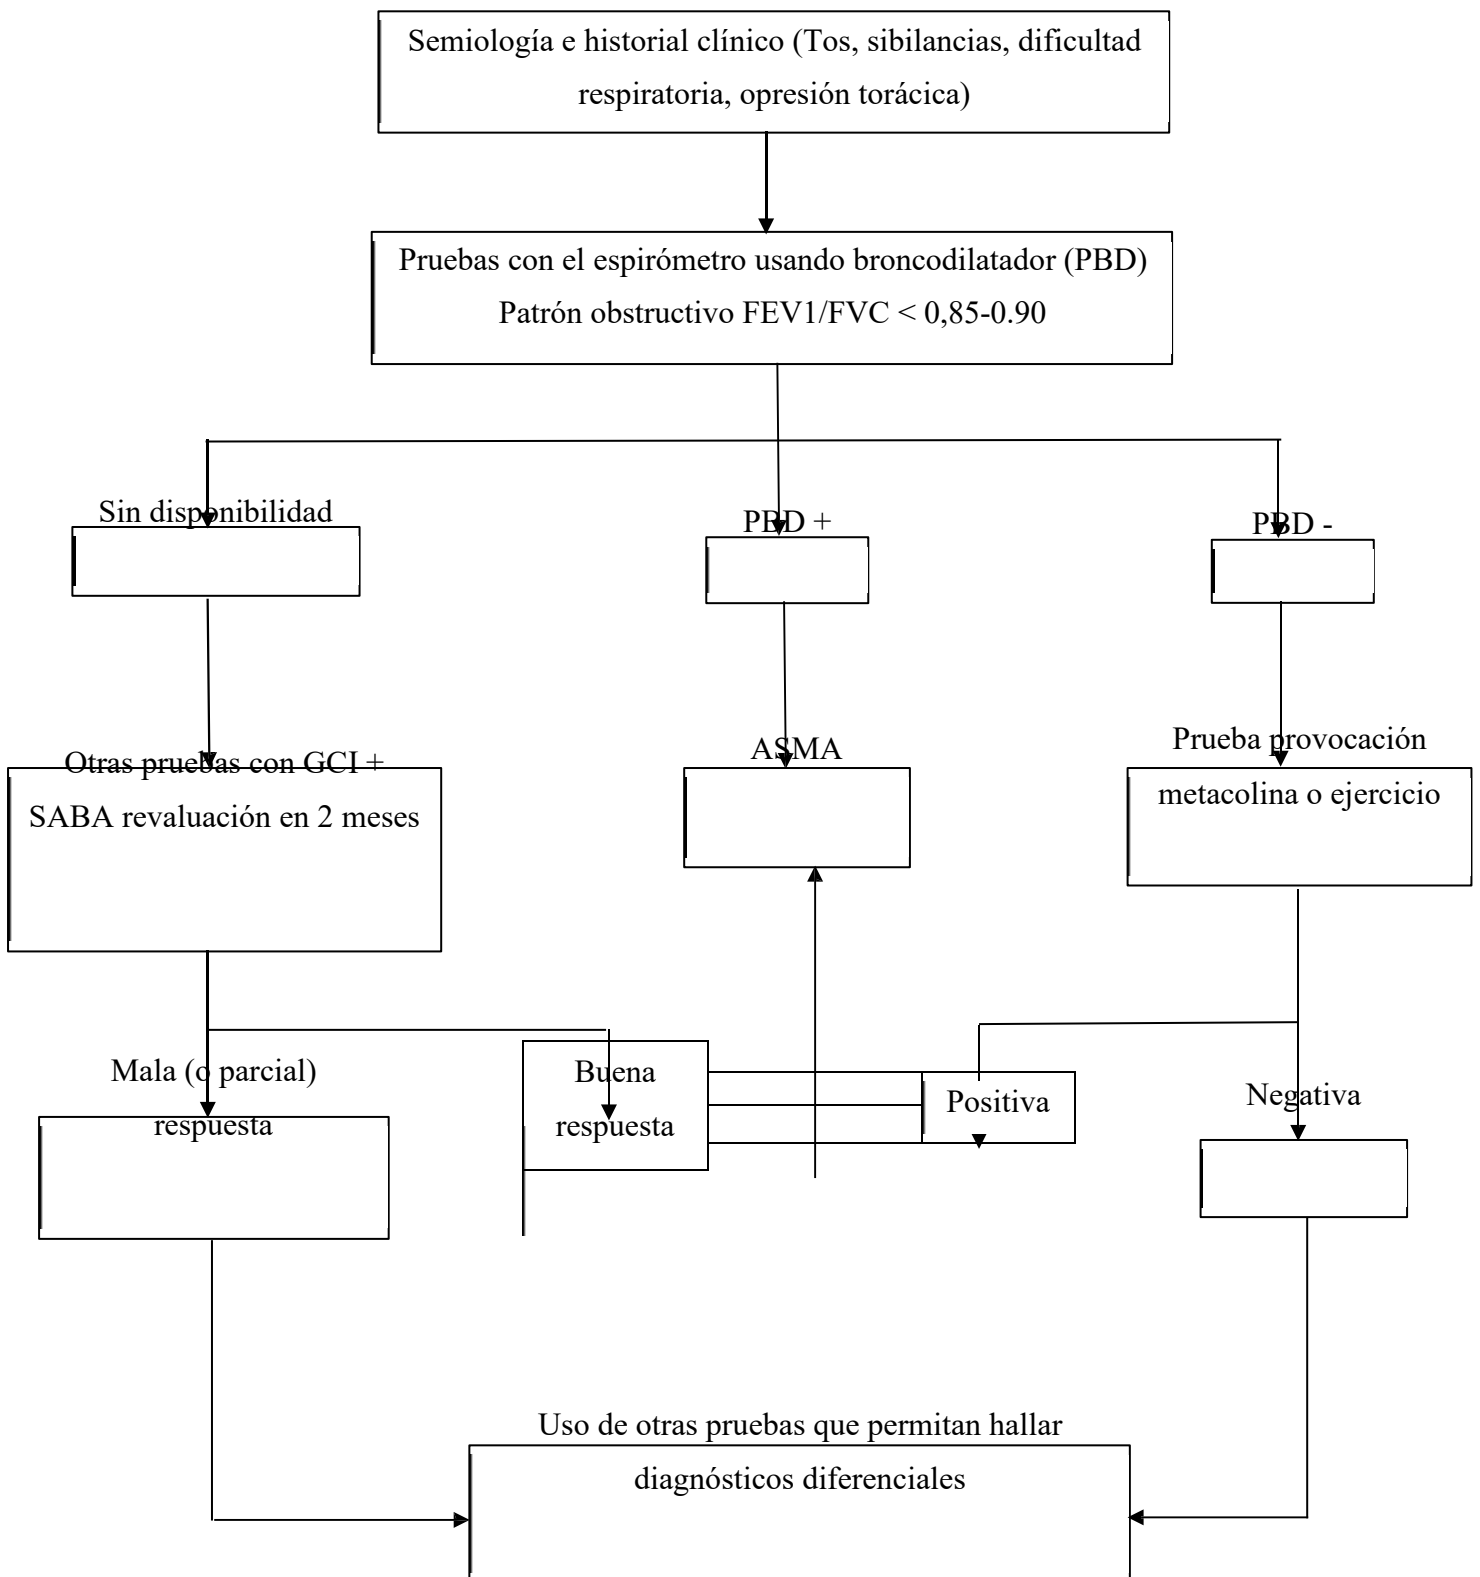 Semiología e historial clínico (Tos, sibilancias, dificultad
respiratoria, opresión torácica)
Pruebas con el espirómetro usando broncodilatador (PBD)
Patrón obstructivo FEV1/FVC < 0,85-0.90
Sin disponibilidad
PBD +
PBD -
Otras pruebas con GCI +
SABA revaluación en 2 meses
ASMA
Prueba provocación
metacolina o ejercicio
Mala (o parcial)
respuesta
Buena
respuesta
Positiva
Negativa
Uso de otras pruebas que permitan hallar
diagnósticos diferenciales